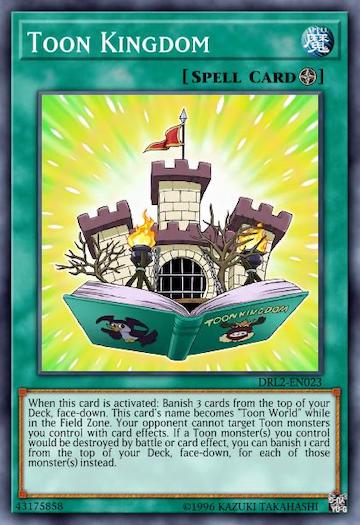 TOON KINGDOM
[SPELL CARD]
TOON KINGDOM
DRL2-EN023
When this card is activated: Banish 3 cards from the top of your
Deck, face-down. This card's name becomes "Toon World" while
in the Field Zone. Your opponent cannot target Toon monsters
you control with card effects. If a Toon monster(s) you control
would be destroyed by battle or card effect, you can banish 1 card
from the top of your Deck, face-down, for each of those
monster(s) instead.
43175858
©1996 KAZUKI TAKAHASHI